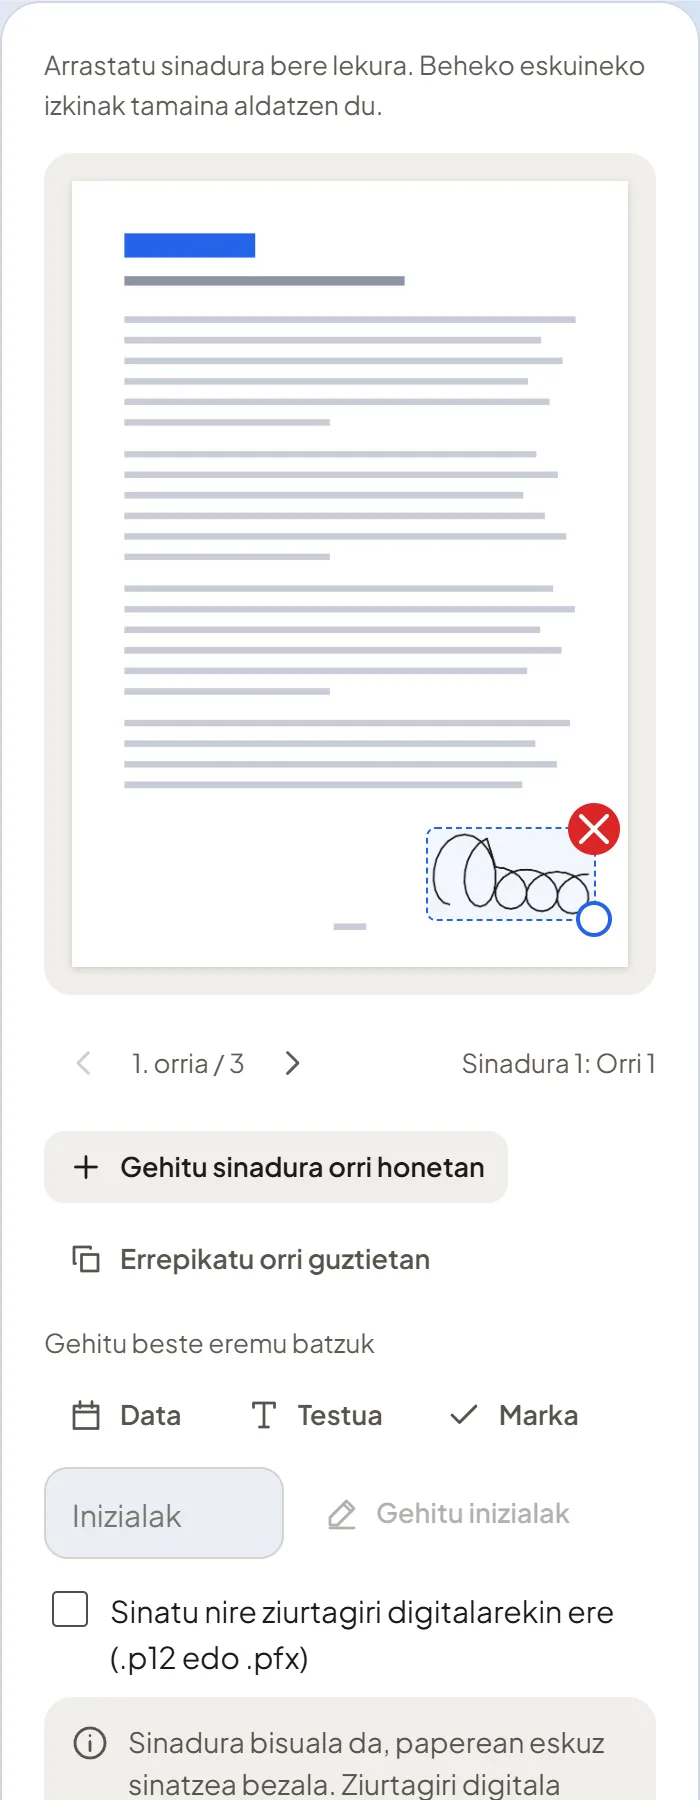 Arrastatu sinadura bere lekura. Beheko eskuineko
izkinak tamaina aldatzen du.
1. orria / 3
Sinadura 1: Orri 1
Gehitu sinadura orri honetan
Errepikatu orri guztietan
Gehitu beste eremu batzuk
Data
Testua
Marka
Inizialak
Gehitu inizialak
Sinatu nire ziurtagiri digitalarekin ere
(.p12 edo .pfx)
Sinadura bisuala da, paperean eskuz
sinatzea bezala. Ziurtagiri digitala